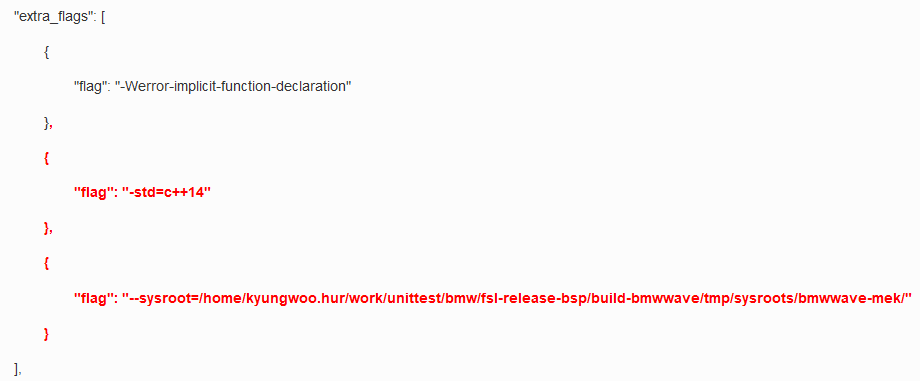 "extra_flags": [
{
"flag": "-Werror-implicit-function-declaration"
},
{
"flag": "-std=c++14"
},
{
"flag": "--sysroot=/home/kyungwoo.hur/work/unittest/bmw/fsl-release-bsp/build-bmwwave/tmp/sysroots/bmwwave-mek/"
}
],